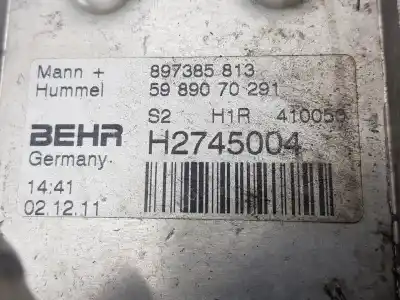 Mann + 897385 813
Hummel 59 890 70 291
S2 H1R 410056
BEHR H2745004
Germany
14:41
02.12.11